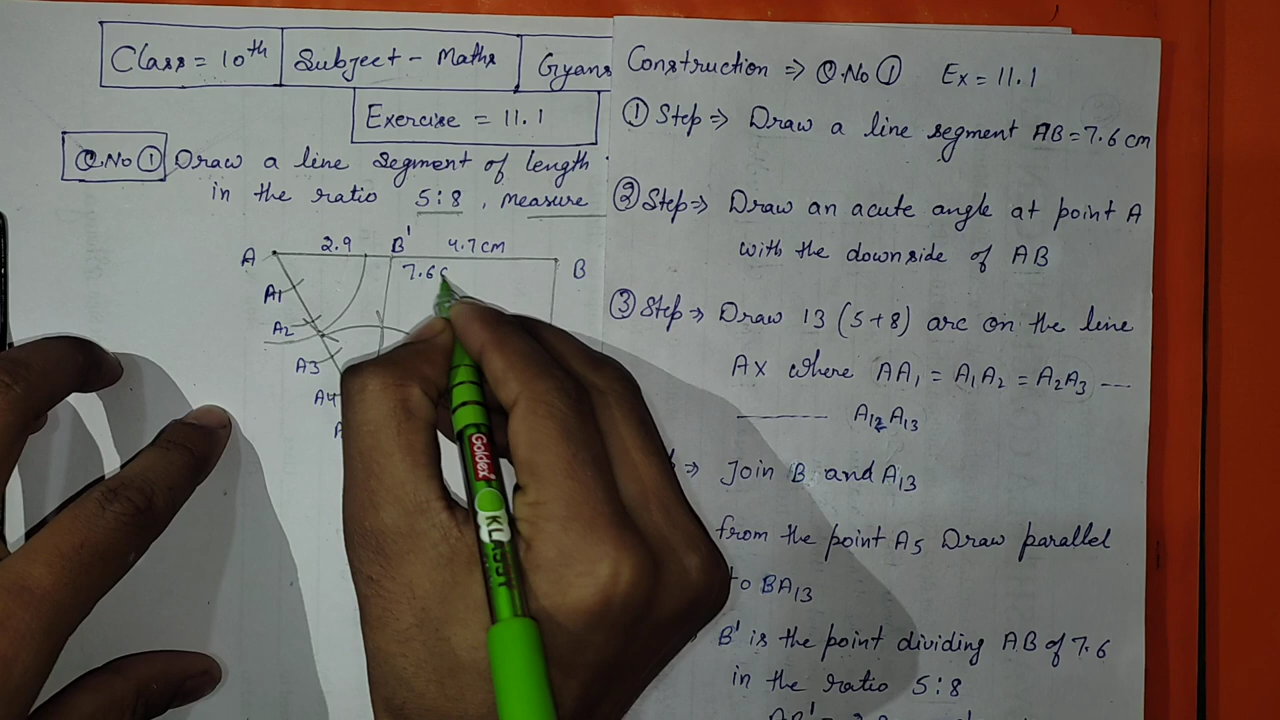 Class = 10th Subject - Maths Gyans
Exercise = 11.1
Q.No ① Draw a line segment of length
in the ratio 5:8, measure
A 2.9 B' 4.7cm B
7.6c
A1
A2
A3
A4
A
Construction ⇒ Q.No ① Ex = 11.1
① Step ⇒ Draw a line segment AB = 7.6 cm
② Step ⇒ Draw an acute angle at point A
with the downside of AB
③ Step ⇒ Draw 13 (5+8) arc on the line
AX where AA₁ = A₁A₂ = A₂A₃ ----
A₁₂A₁₃
⇒ Join B and A₁₃
from the point A₅ Draw parallel
to BA₁₃
B' is the point dividing AB of 7.6
in the ratio 5:8
Goldex
KLASSY